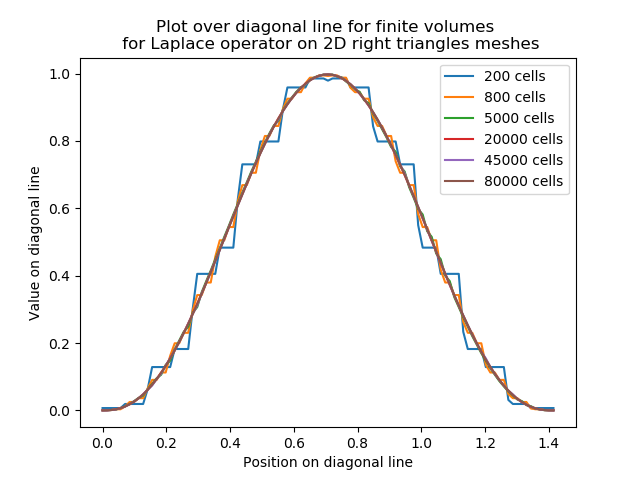 Plot over diagonal line for finite volumes
for Laplace operator on 2D right triangles meshes
1.0
0.8
0.6
0.4
0.2
0.0
Value on diagonal line
200 cells
800 cells
5000 cells
20000 cells
45000 cells
80000 cells
0.0 0.2 0.4 0.6 0.8 1.0 1.2 1.4
Position on diagonal line